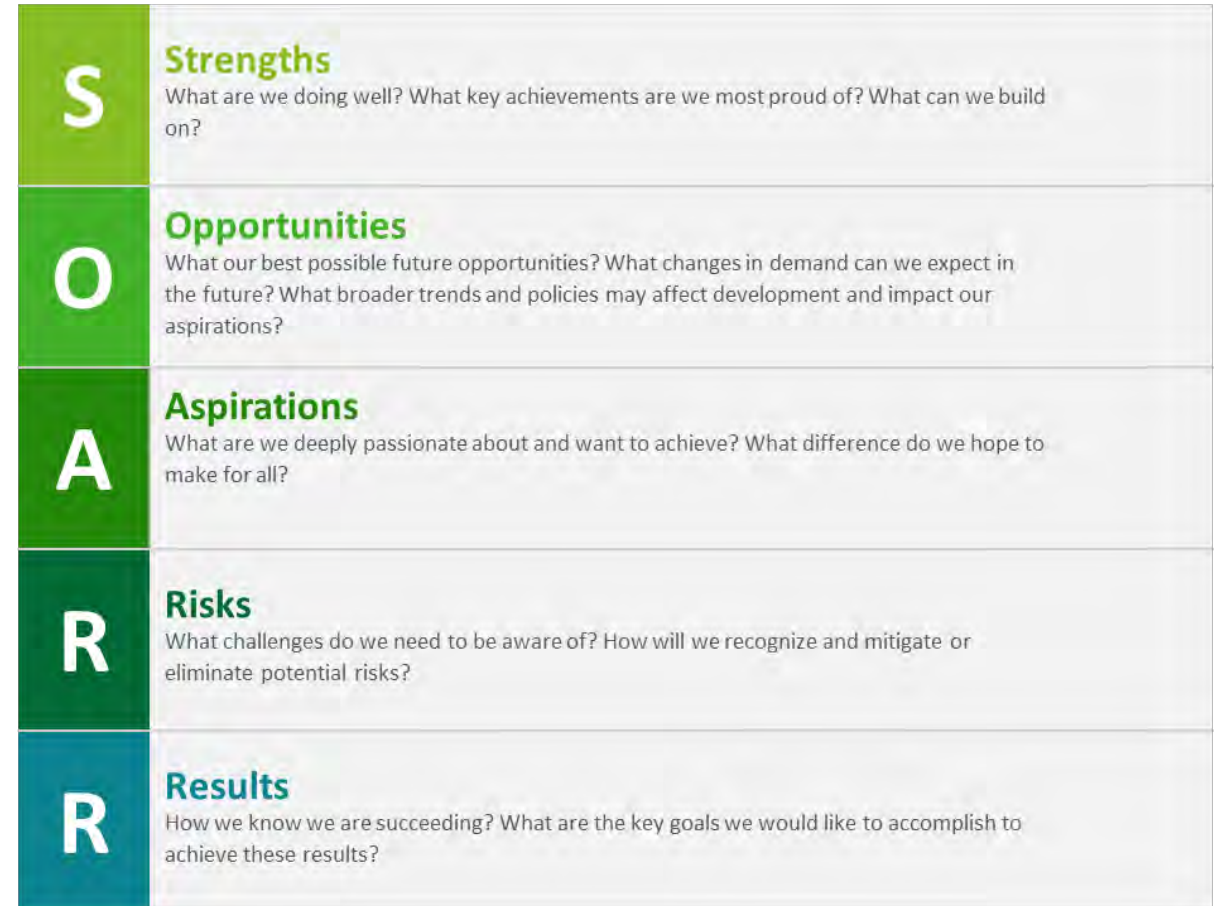 S
Strengths
What are we doing well? What key achievements are we most proud of? What can we build
on?
O
Opportunities
What our best possible future opportunities? What changes in demand can we expect in
the future? What broader trends and policies may affect development and impact our
aspirations?
A
Aspirations
What are we deeply passionate about and want to achieve? What difference do we hope to
make for all?
R
Risks
What challenges do we need to be aware of? How will we recognize and mitigate or
eliminate potential risks?
R
Results
How we know we are succeeding? What are the key goals we would like to accomplish to
achieve these results?